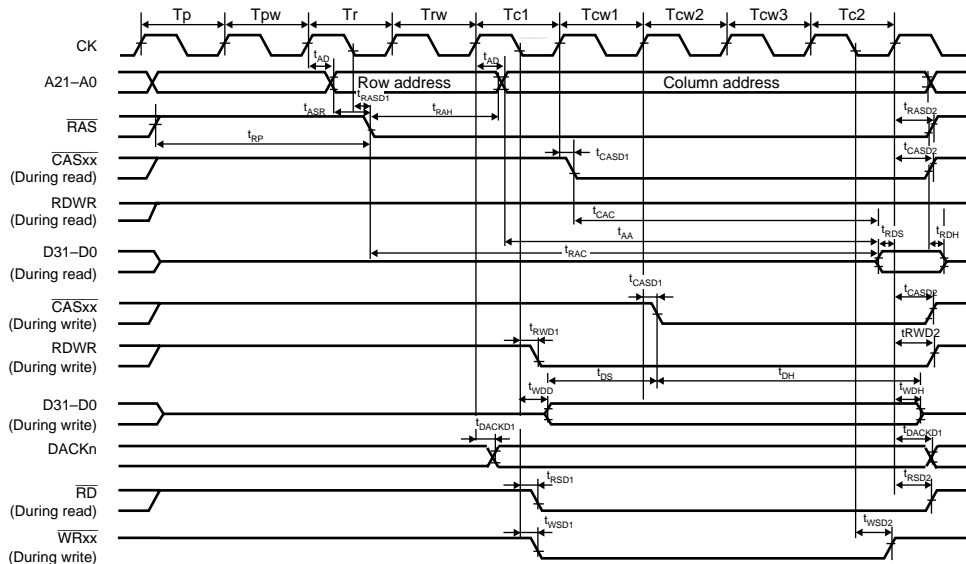 Tp Tpw Tr Trw Tc1 Tcw1 Tcw2 Tcw3 Tc2
CK
tAD tAD
A21–A0 Row address Column address
tRASD1
tASR tRAH tRASD2
RAS
tRP
CASxx tCASD1 tCASD2
(During read)
RDWR
(During read) tCAC
tAA tRDS tRDH
D31–D0 tRAC
(During read)
tCASD1 tCASD2
CASxx
(During write)
RDWR tRWD1 tRWD2
(During write)
tDS tDH
D31–D0 tWDD tWDH
(During write)
tDACKD1 tDACKD1
DACKn
RD tRSD1 tRSD2
(During read)
WRxx tWSD1 tWSD2
(During write)